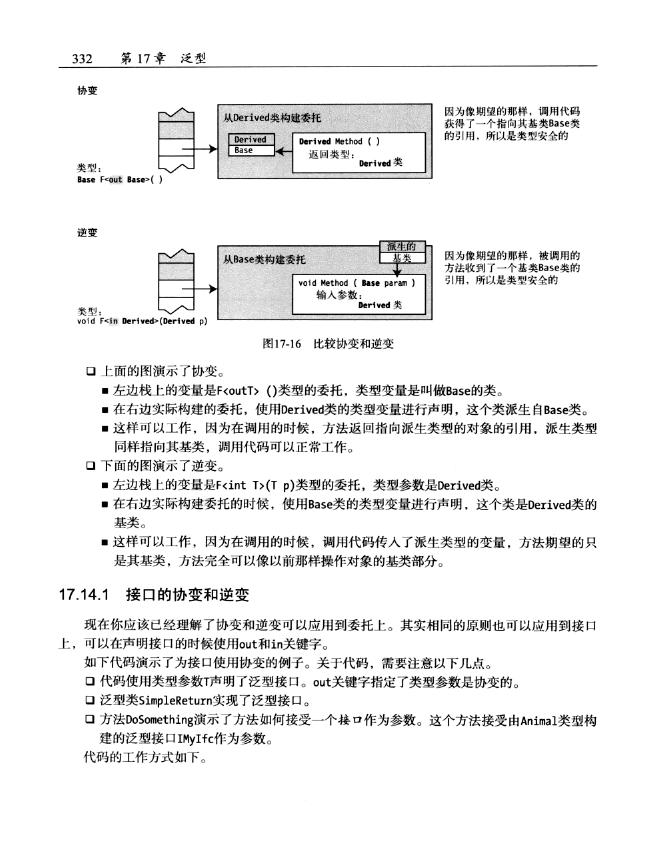 332 第17章 泛型
协变
从Derived类构建委托
Derived
Base
Derived Method ( )
返回类型：
Derived 类
类型：
Base F<out Base>( )
因为像期望的那样，调用代码
获得了一个指向其基类Base类
的引用，所以是类型安全的
逆变
从Base类构建委托
派生的
基类
void Method ( Base param )
输入参数：
Derived 类
类型：
void F<in Derived>(Derived p)
因为像期望的那样，被调用的
方法收到了一个基类Base类的
引用，所以是类型安全的
图17-16 比较协变和逆变
❑ 上面的图演示了协变。
■ 左边栈上的变量是F<outT> ()类型的委托，类型变量是叫做Base的类。
■ 在右边实际构建的委托，使用Derived类的类型变量进行声明，这个类派生自Base类。
■ 这样可以工作，因为在调用的时候，方法返回指向派生类型的对象的引用，派生类型
同样指向其基类，调用代码可以正常工作。
❑ 下面的图演示了逆变。
■ 左边栈上的变量是F<int T>(T p)类型的委托，类型参数是Derived类。
■ 在右边实际构建委托的时候，使用Base类的类型变量进行声明，这个类是Derived类的
基类。
■ 这样可以工作，因为在调用的时候，调用代码传入了派生类型的变量，方法期望的只
是其基类，方法完全可以像以前那样操作对象的基类部分。
17.14.1 接口的协变和逆变
现在你应该已经理解了协变和逆变可以应用到委托上。其实相同的原则也可以应用到接口
上，可以在声明接口的时候使用out和in关键字。
如下代码演示了为接口使用协变的例子。关于代码，需要注意以下几点。
❑ 代码使用类型参数T声明了泛型接口。out关键字指定了类型参数是协变的。
❑ 泛型类SimpleReturn实现了泛型接口。
❑ 方法DoSomething演示了方法如何接受一个接口作为参数。这个方法接受由Animal类型构
建的泛型接口IMyIfc作为参数。
代码的工作方式如下。